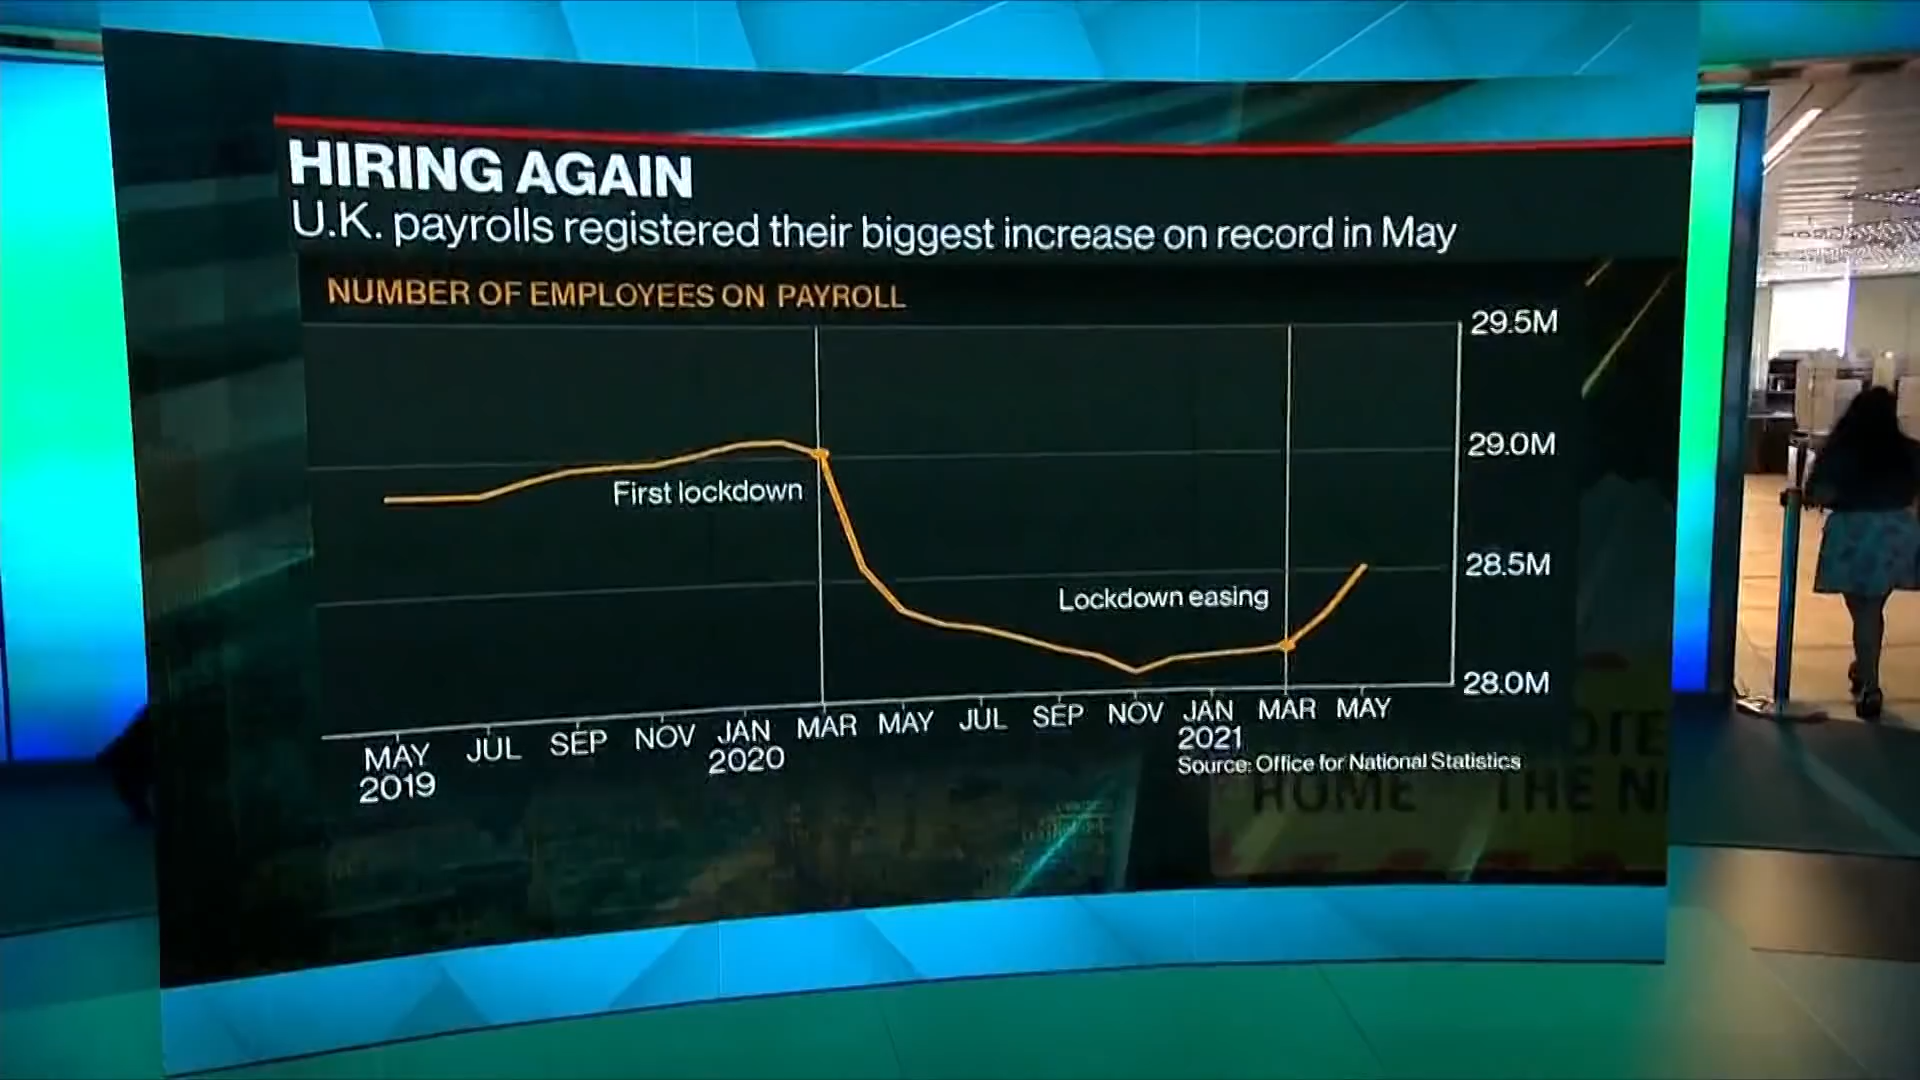 HIRING AGAIN
U.K. payrolls registered their biggest increase on record in May
NUMBER OF EMPLOYEES ON PAYROLL
29.5M
29.0M
First lockdown
28.5M
Lockdown easing
28.0M
MAY JUL SEP NOV JAN MAR MAY JUL SEP NOV JAN MAR MAY
2019 2020 2021
Source: Office for National Statistics
HOME THE N